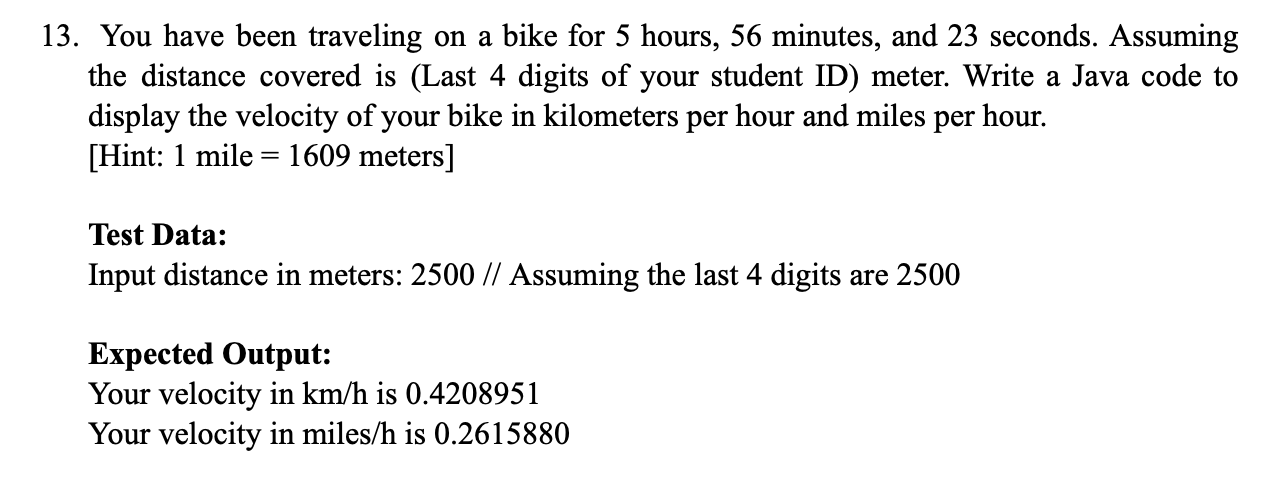 13. You have been traveling on a bike for 5 hours, 56 minutes, and 23 seconds. Assuming
the distance covered is (Last 4 digits of your student ID) meter. Write a Java code to
display the velocity of your bike in kilometers per hour and miles per hour.
[Hint: 1 mile = 1609 meters]
Test Data:
Input distance in meters: 2500 // Assuming the last 4 digits are 2500
Expected Output:
Your velocity in km/h is 0.4208951
Your velocity in miles/h is 0.2615880